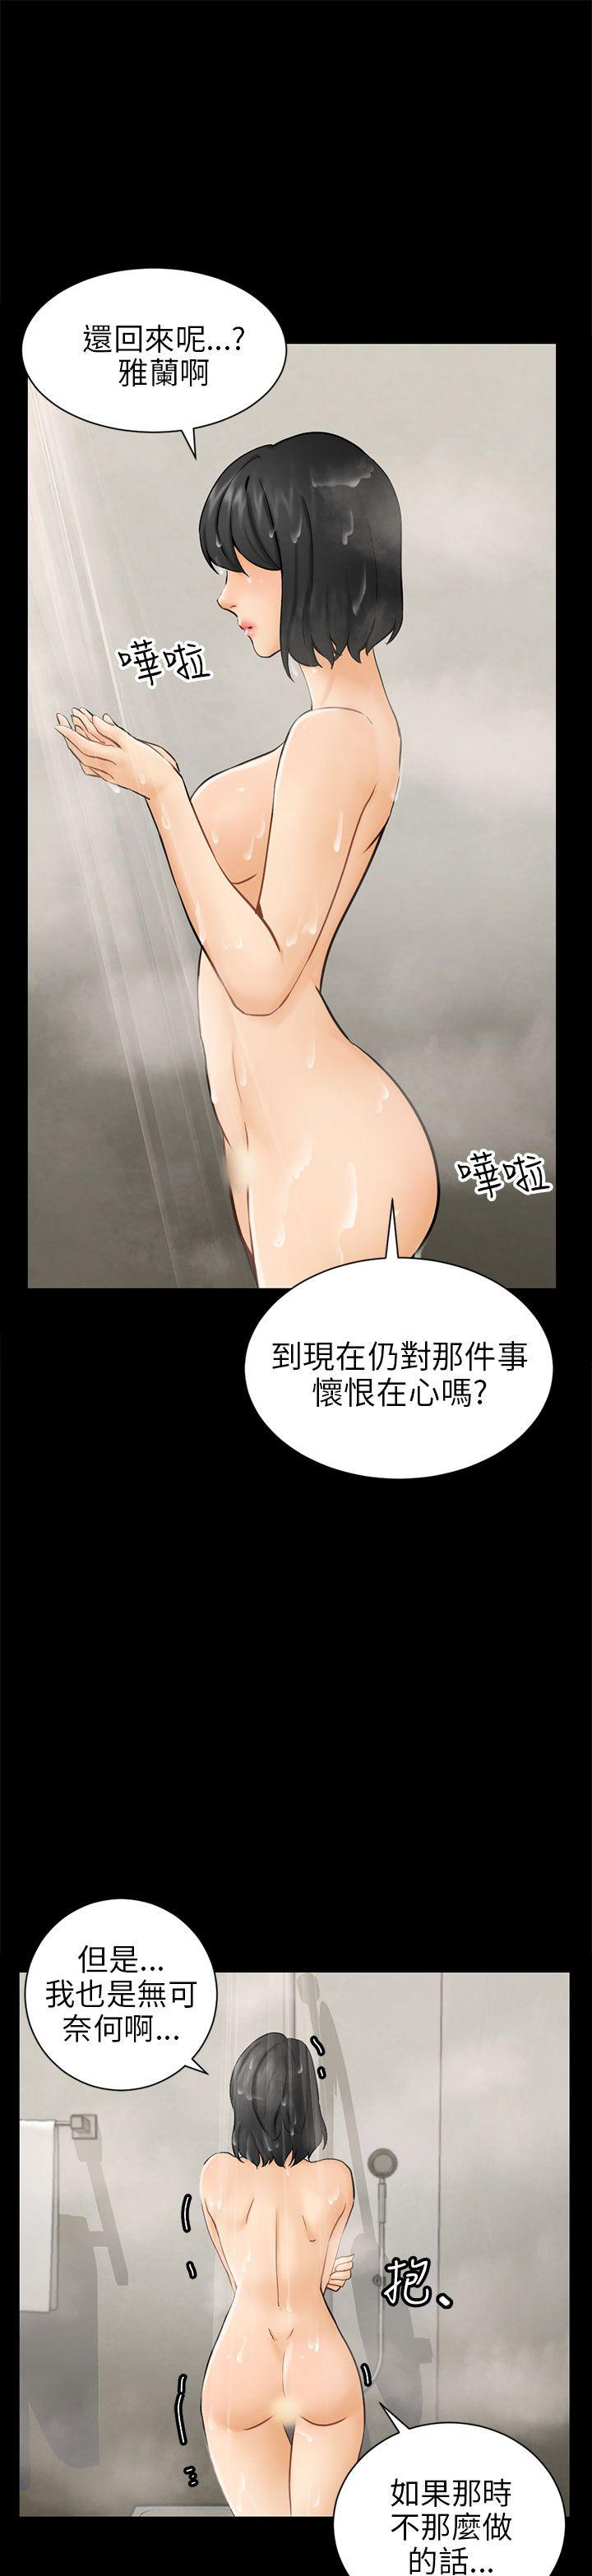 還回來呢...?
雅蘭啊
嘩啦
嘩啦
到現在仍對那件事
懷恨在心嗎?
但是...
我也是無可
奈何啊...
抱、
如果那時
不那麼做
的話...